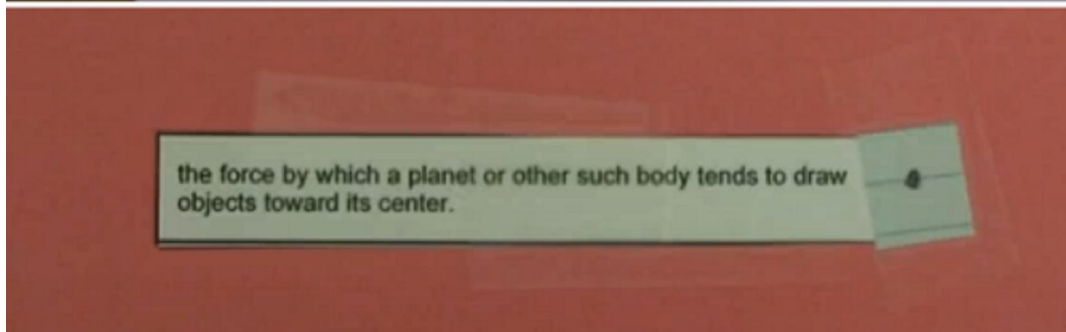 the force by which a planet or other such body tends to draw
objects toward its center.